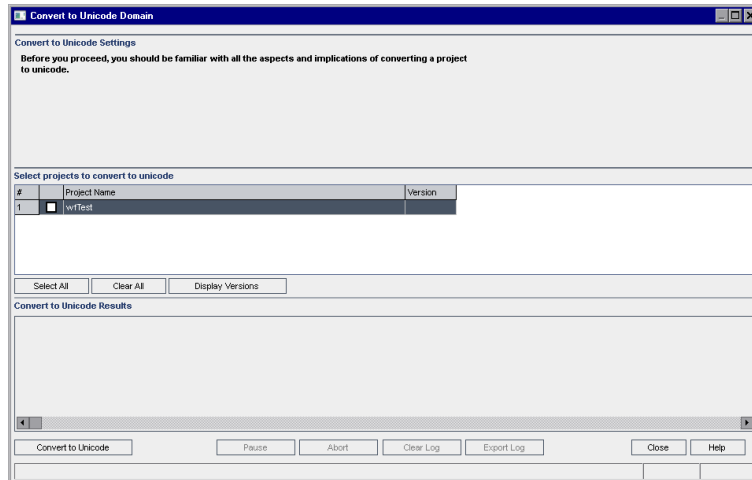 Convert to Unicode Domain
Convert to Unicode Settings
Before you proceed, you should be familiar with all the aspects and implications of converting a project
to unicode.
Select projects to convert to unicode
# Project Name Version
1 wfTest
Select All Clear All Display Versions
Convert to Unicode Results
Convert to Unicode Pause Abort Clear Log Export Log Close Help